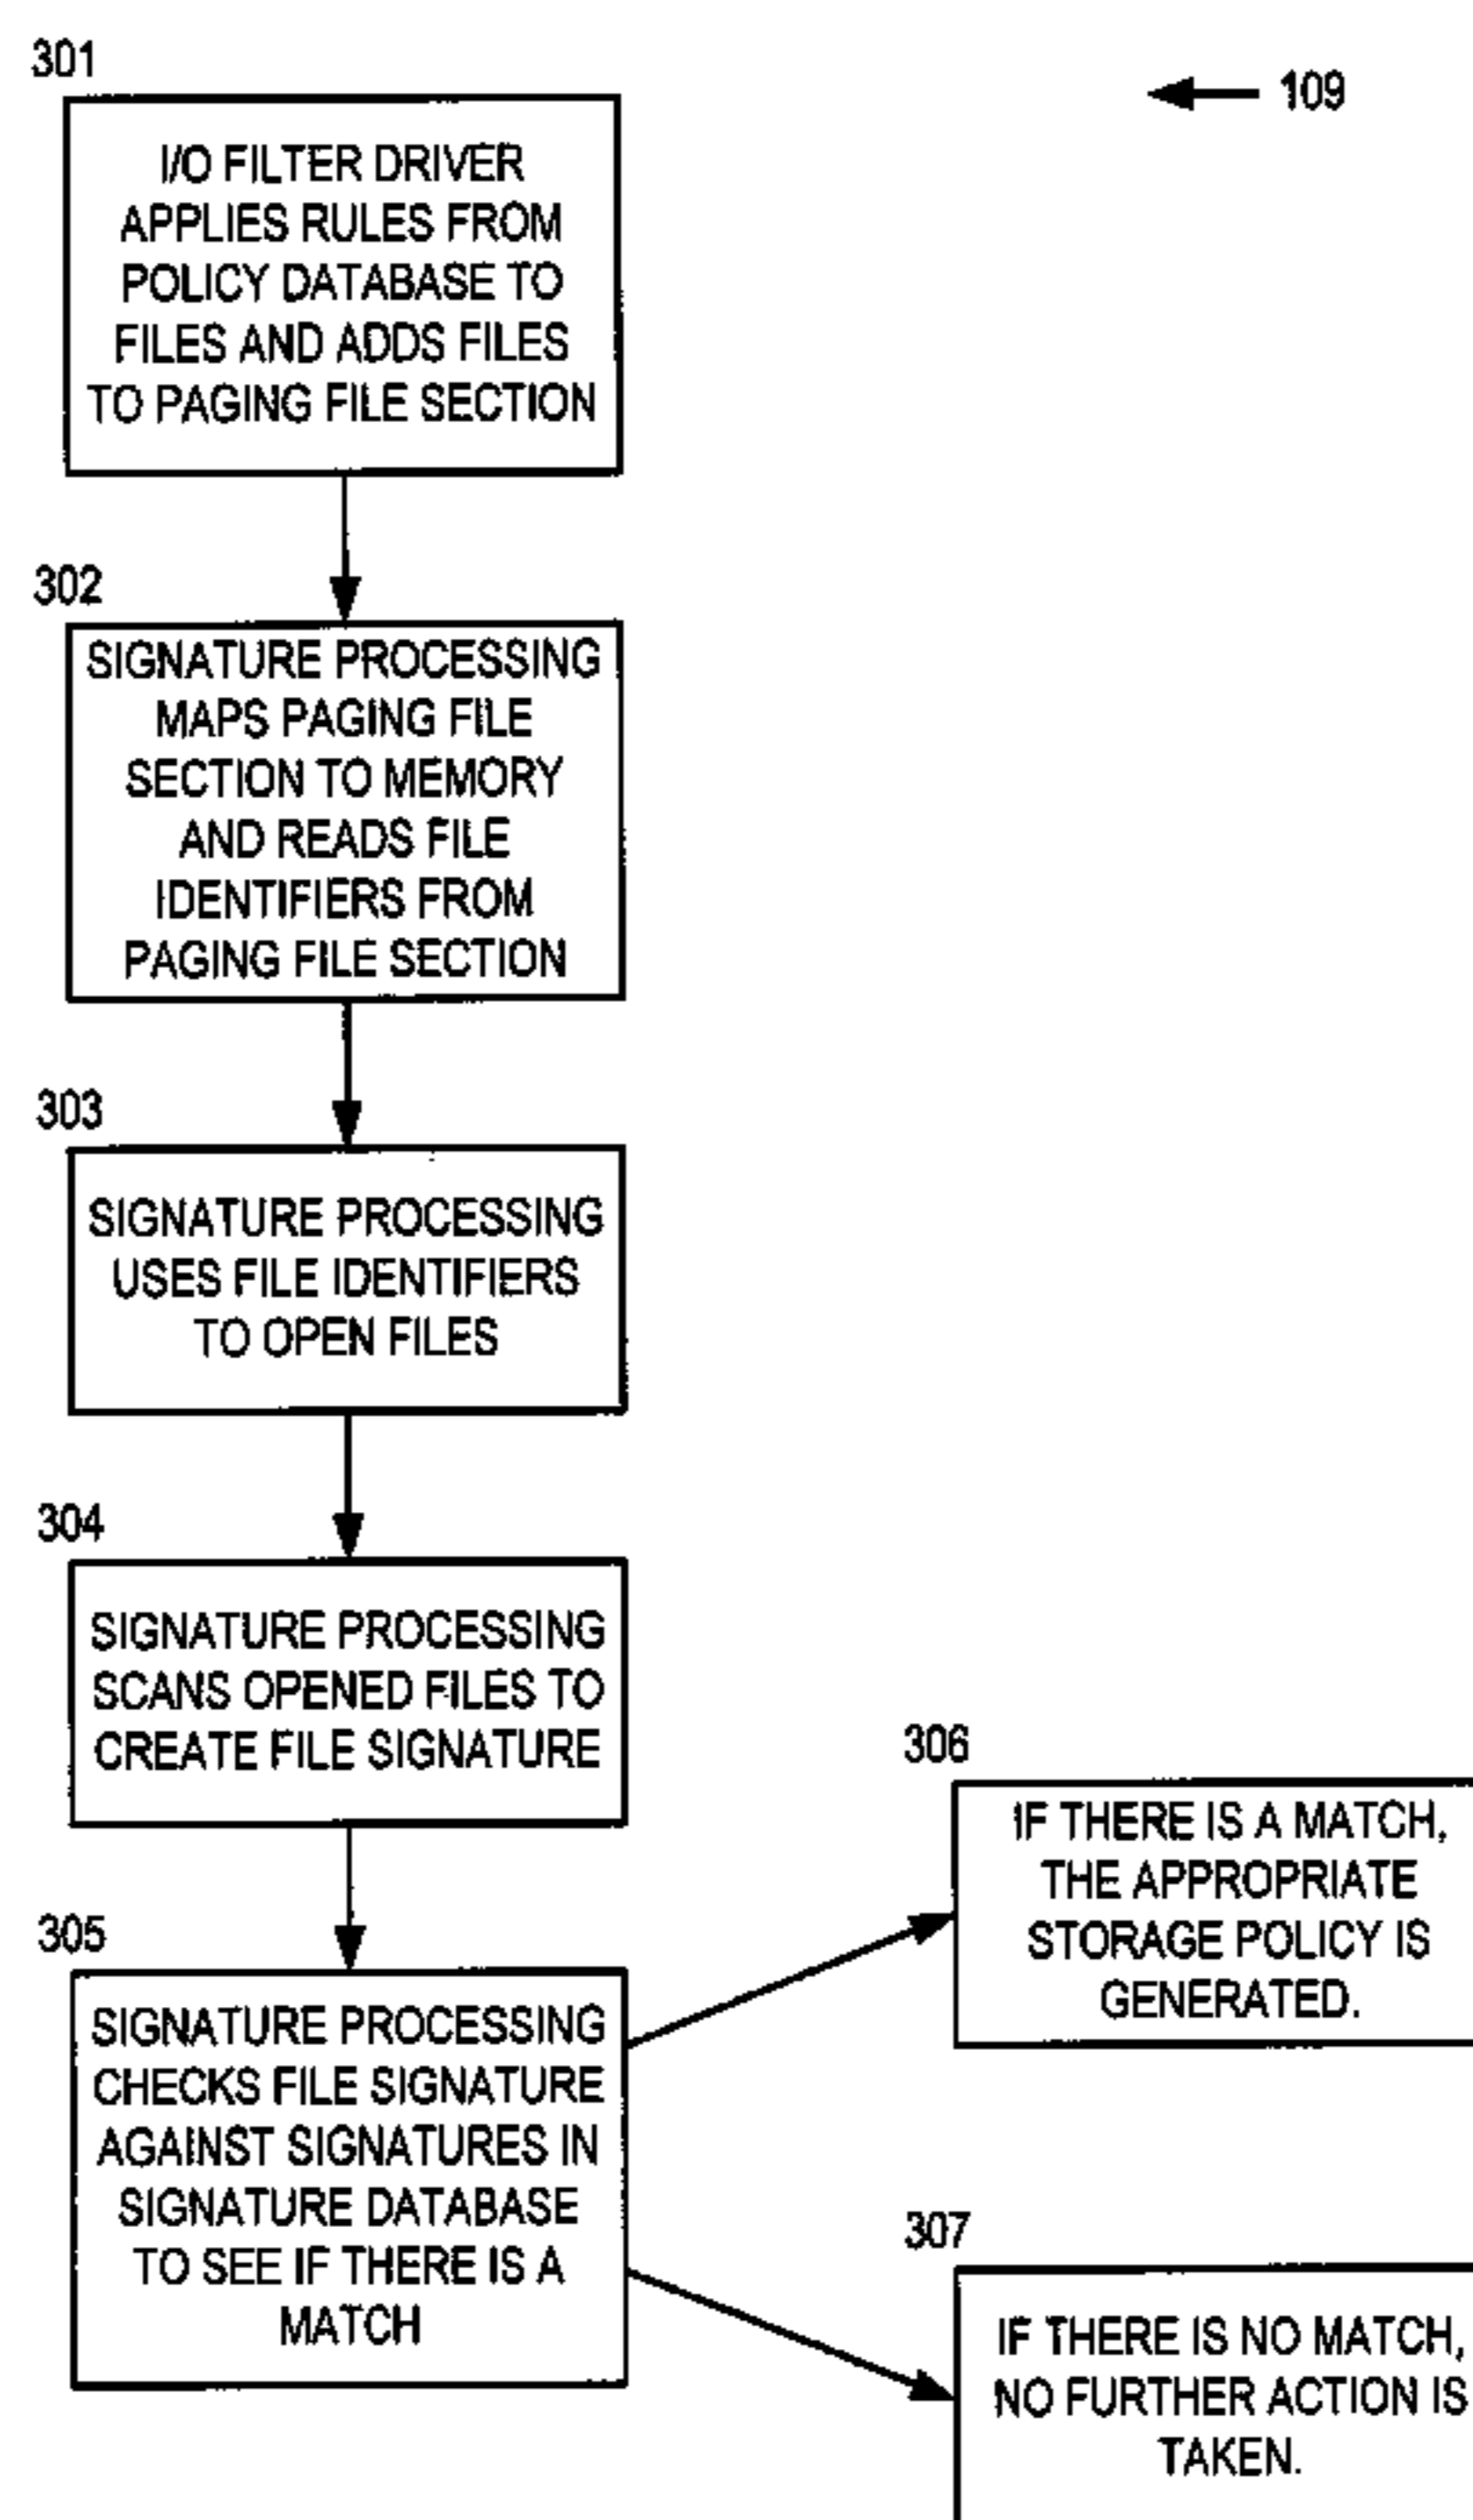 301
109
I/O FILTER DRIVER
APPLIES RULES FROM
POLICY DATABASE TO
FILES AND ADDS FILES
TO PAGING FILE SECTION
302
SIGNATURE PROCESSING
MAPS PAGING FILE
SECTION TO MEMORY
AND READS FILE
IDENTIFIERS FROM
PAGING FILE SECTION
303
SIGNATURE PROCESSING
USES FILE IDENTIFIERS
TO OPEN FILES
304
SIGNATURE PROCESSING
SCANS OPENED FILES TO
CREATE FILE SIGNATURE
305
SIGNATURE PROCESSING
CHECKS FILE SIGNATURE
AGAINST SIGNATURES IN
SIGNATURE DATABASE
TO SEE IF THERE IS A
MATCH
306
IF THERE IS A MATCH,
THE APPROPRIATE
STORAGE POLICY IS
GENERATED.
307
IF THERE IS NO MATCH,
NO FURTHER ACTION IS
TAKEN.